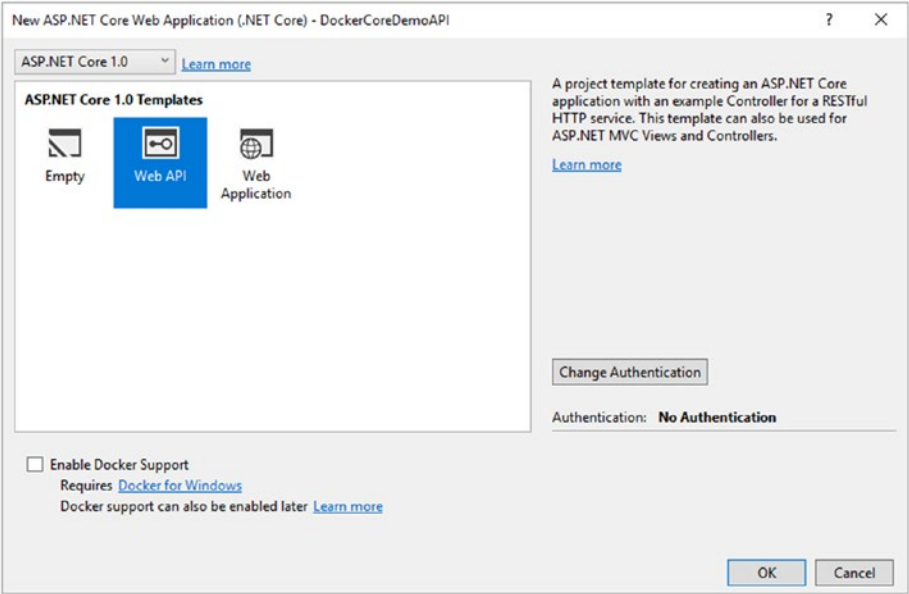 New ASP.NET Core Web Application (.NET Core) - DockerCoreDemoAPI
ASP.NET Core 1.0 Learn more
ASP.NET Core 1.0 Templates
Empty
Web API
Web
Application
A project template for creating an ASP.NET Core
application with an example Controller for a RESTful
HTTP service. This template can also be used for
ASP.NET MVC Views and Controllers.
Learn more
Change Authentication
Authentication: No Authentication
Enable Docker Support
Requires Docker for Windows
Docker support can also be enabled later Learn more
OK Cancel